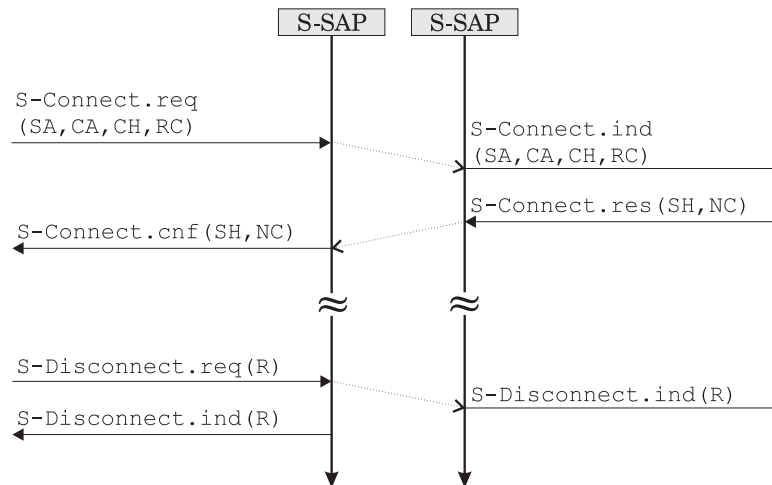 S-SAP S-SAP
S-Connect.req
(SA,CA,CH,RC)
S-Connect.ind
(SA,CA,CH,RC)
S-Connect.res(SH,NC)
S-Connect.cnf(SH,NC)
≈ ≈
S-Disconnect.req(R)
S-Disconnect.ind(R)
S-Disconnect.ind(R)